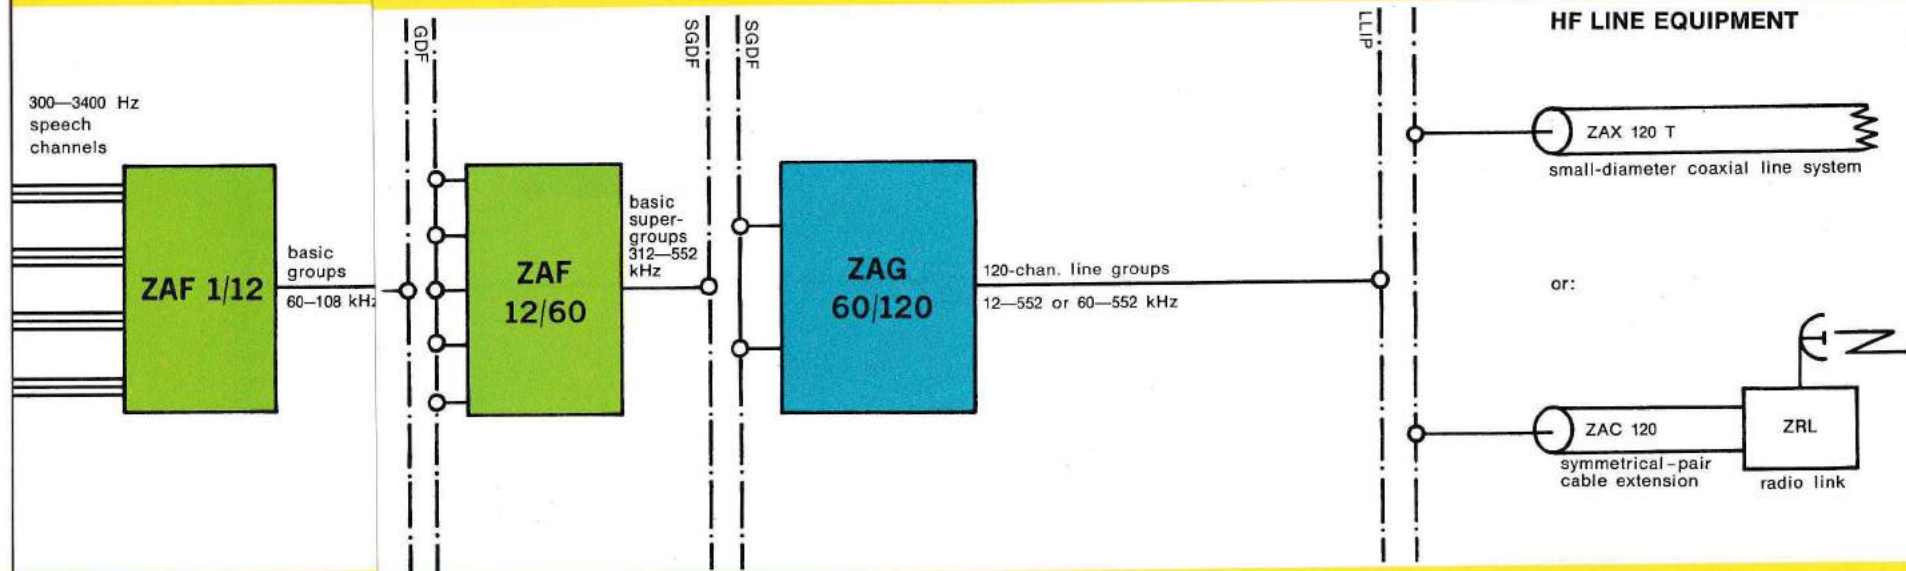 300—3400 Hz
speech
channels
ZAF 1/12
basic
groups
60—108 kHz
GDF
ZAF
12/60
basic
super-
groups
312—552
kHz
SGDF
SGDF
ZAG
60/120
120-chan. line groups
12—552 or 60—552 kHz
LLIP
HF LINE EQUIPMENT
ZAX 120 T
small-diameter coaxial line system
or:
ZAC 120
symmetrical-pair
cable extension
ZRL
radio link